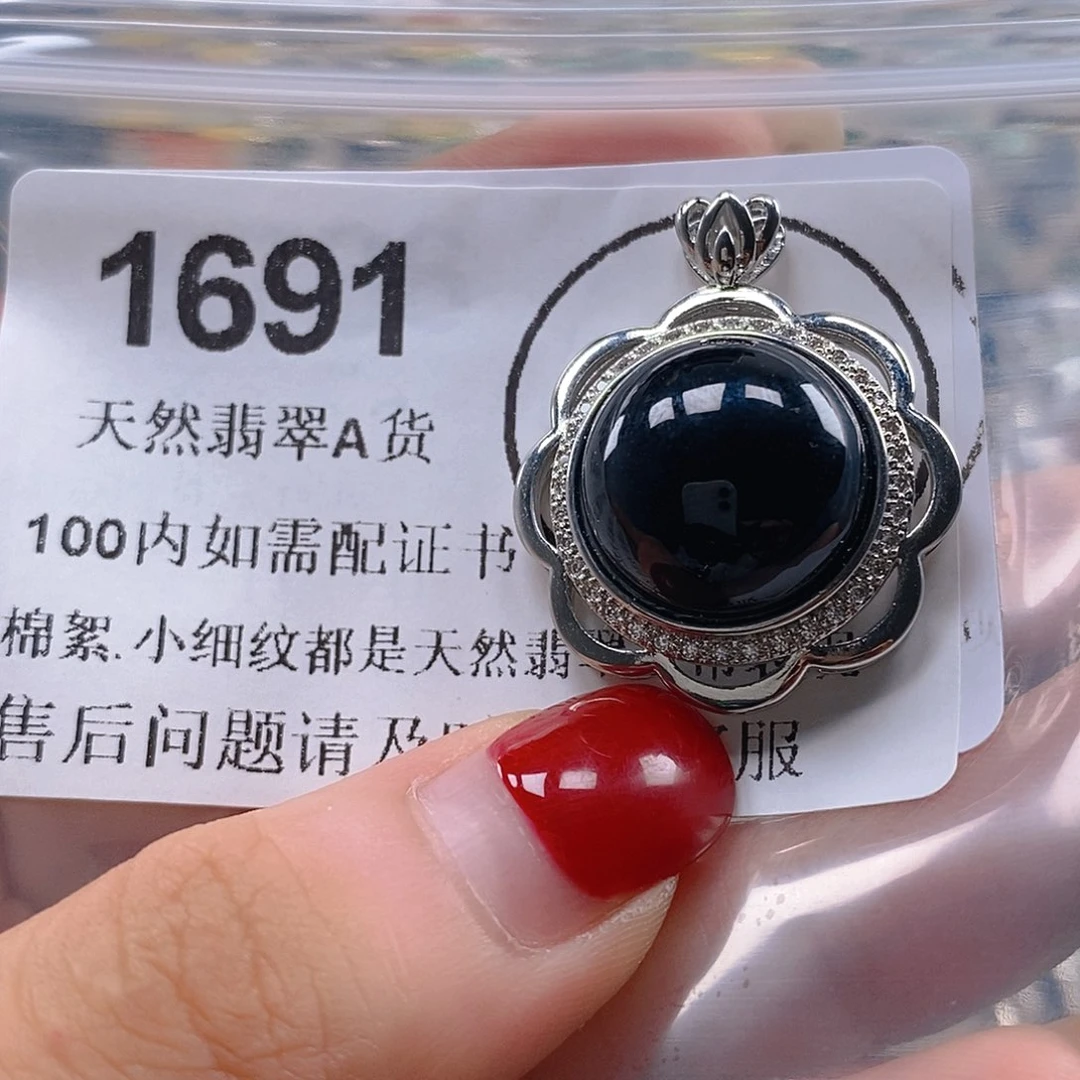 1691
天然翡翠A货
100内如需配证书
棉絮.小细纹都是天然翡
售后问题请及 服